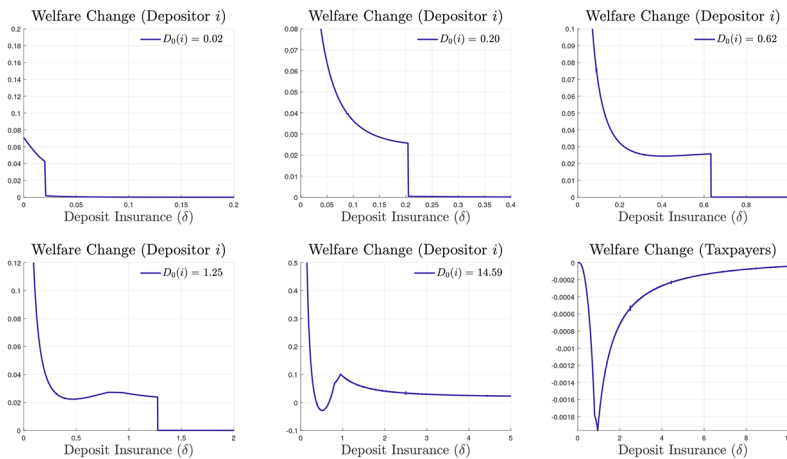 Welfare Change (Depositor i)
D₀(i) = 0.02
0.2
0.18
0.16
0.14
0.12
0.1
0.08
0.06
0.04
0.02
0
0 0.05 0.1 0.15 0.2
Deposit Insurance (δ)
Welfare Change (Depositor i)
D₀(i) = 0.20
0.08
0.07
0.06
0.05
0.04
0.03
0.02
0.01
0
0 0.05 0.1 0.15 0.2 0.25 0.3 0.35 0.4
Deposit Insurance (δ)
Welfare Change (Depositor i)
D₀(i) = 0.62
0.1
0.09
0.08
0.07
0.06
0.05
0.04
0.03
0.02
0.01
0
0 0.2 0.4 0.6 0.8
Deposit Insurance (δ)
Welfare Change (Depositor i)
D₀(i) = 1.25
0.12
0.1
0.08
0.06
0.04
0.02
0
0 0.5 1 1.5 2
Deposit Insurance (δ)
Welfare Change (Depositor i)
D₀(i) = 14.59
0.5
0.4
0.3
0.2
0.1
0
-0.1
0 1 2 3 4 5
Deposit Insurance (δ)
Welfare Change (Taxpayers)
0
-0.0002
-0.0004
-0.0006
-0.0008
-0.001
-0.0012
-0.0014
-0.0016
-0.0018
0 2 4 6 8 10
Deposit Insurance (δ)